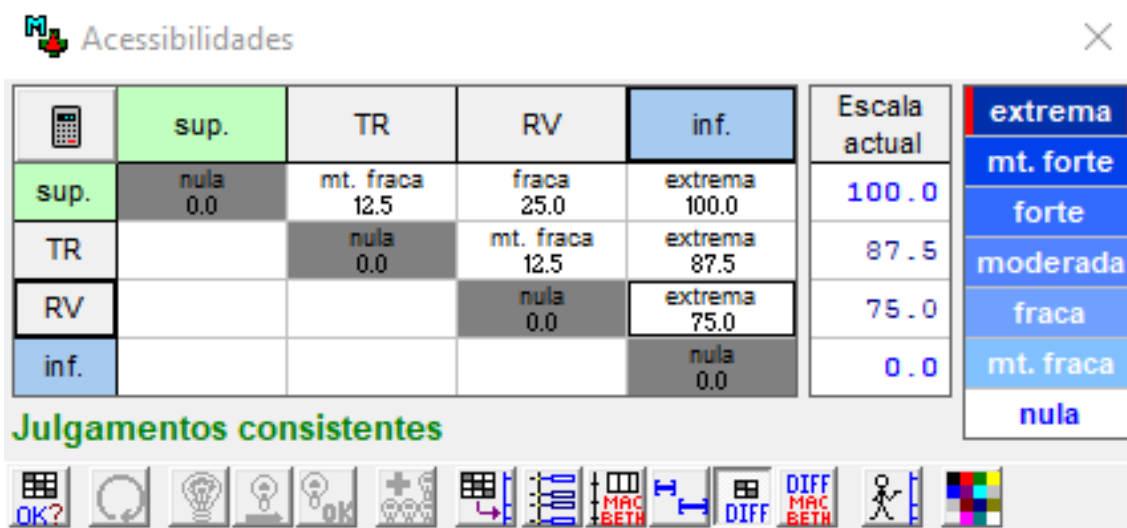 Acessibilidades
sup. TR RV inf. Escala actual
sup. nula 0.0 mt. fraca 12.5 fraca 25.0 extrema 100.0 100.0
TR nula 0.0 mt. fraca 12.5 extrema 87.5 87.5
RV nula 0.0 extrema 75.0 75.0
inf. nula 0.0 0.0
extrema
mt. forte
forte
moderada
fraca
mt. fraca
nula
Julgamentos consistentes
OK? OK MAC BETH DIFF DIFF MAC BETH